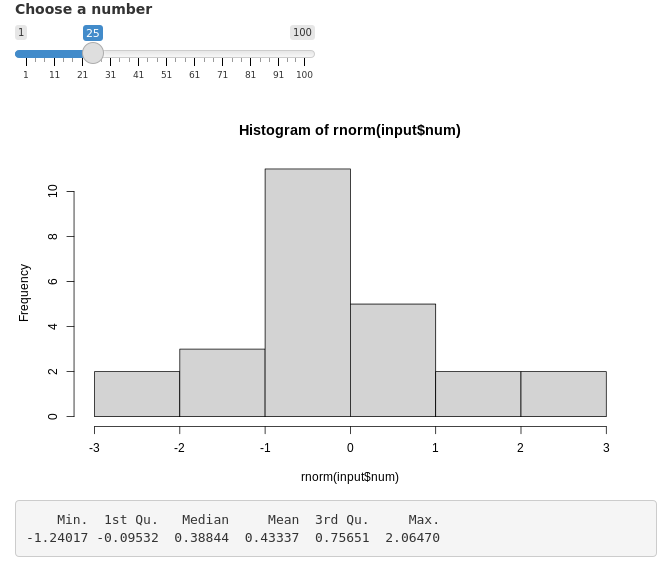 Choose a number
1 25 100
1 11 21 31 41 51 61 71 81 91 100
Histogram of rnorm(input$num)
Frequency
0 2 4 6 8 10
-3 -2 -1 0 1 2 3
rnorm(input$num)
Min. 1st Qu. Median Mean 3rd Qu. Max.
-1.24017 -0.09532 0.38844 0.43337 0.75651 2.06470